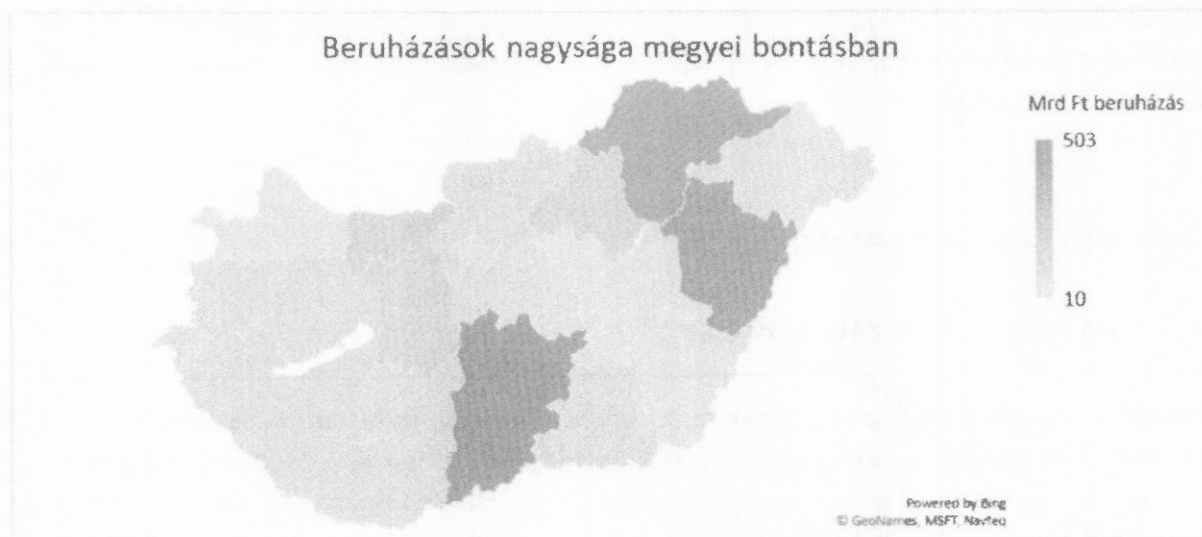 Beruházások nagysága megyei bontásban
Mrd Ft beruházás
503
10
Powered by Bing
© GeoNames, MSFT, Navteq